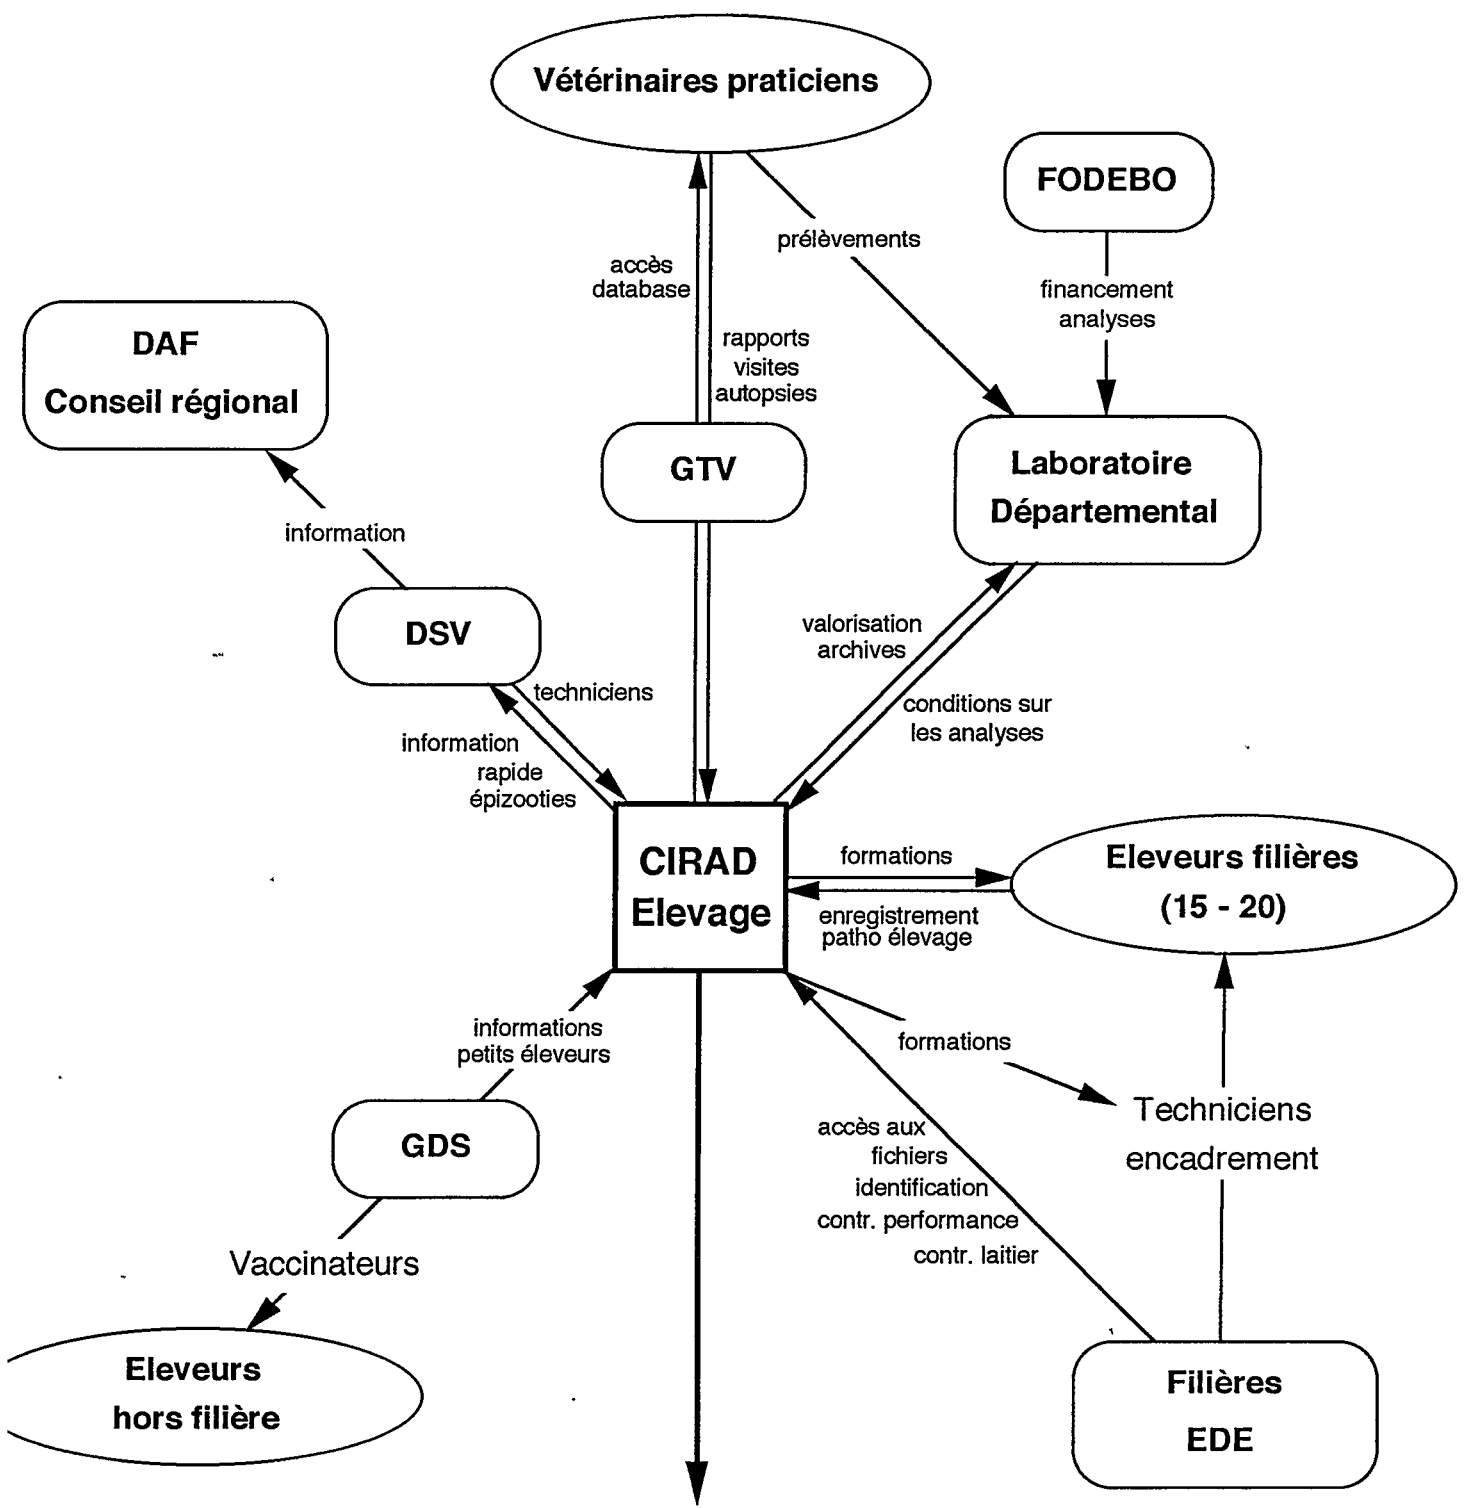 Vétérinaires praticiens
FODEBO
prélèvements
accès
database
financement
analyses
rapports
visites
autopsies
DAF
Conseil régional
GTV
Laboratoire
Départemental
information
DSV
valorisation
archives
techniciens
conditions sur
les analyses
information
rapide
épizooties
CIRAD
Elevage
formations
Eleveurs filières
(15 - 20)
enregistrement
patho élevage
informations
petits éleveurs
formations
GDS
Techniciens
encadrement
accès aux
fichiers
identification
contr. performance
contr. laitier
Vaccinateurs
Eleveurs
hors filière
Filières
EDE